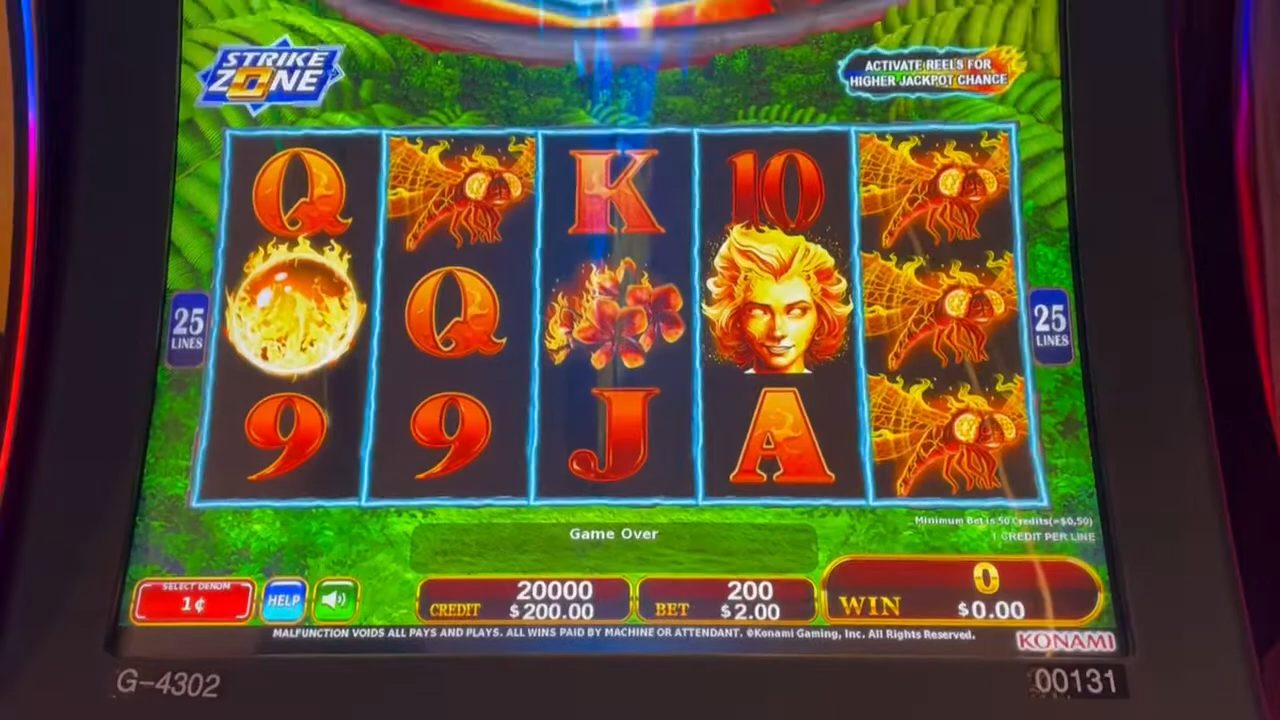 STRIKE
ZONE
ACTIVATE REELS FOR
HIGHER JACKPOT CHANCE
Q
K
10
25
LINES
Q
25
LINES
9
9
J
A
Game Over
Minimum Bet is 50 Credits(=$0.50)
1 CREDIT PER LINE
SELECT DENOM
1¢
HELP
CREDIT
20000
$200.00
BET
200
$2.00
WIN
0
$0.00
MALFUNCTION VOIDS ALL PAYS AND PLAYS. ALL WINS PAID BY MACHINE OR ATTENDANT. ©Konami Gaming, Inc. All Rights Reserved.
KONAMI
G-4302
00131